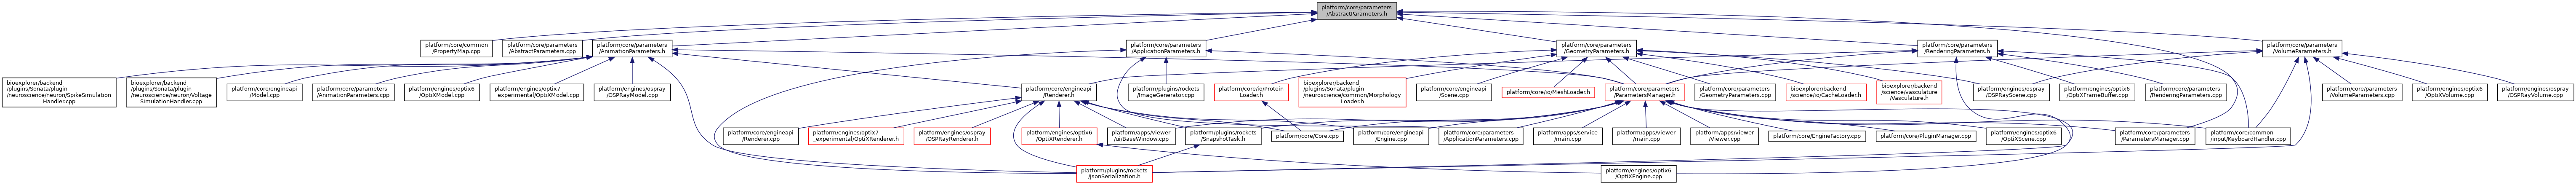 platform/core/parameters
/AbstractParameters.h
platform/core/common
/PropertyMap.cpp
platform/core/parameters
/AbstractParameters.cpp
platform/core/parameters
/AnimationParameters.h
platform/core/parameters
/ApplicationParameters.h
platform/core/parameters
/GeometryParameters.h
platform/core/parameters
/RenderingParameters.h
platform/core/parameters
/VolumeParameters.h
bioexplorer/backend
/plugins/Sonata/plugin
/neuroscience/neuron/SpikeSimulation
Handler.cpp
bioexplorer/backend
/plugins/Sonata/plugin
/neuroscience/neuron/Voltage
SimulationHandler.cpp
platform/core/engineapi
/Model.cpp
platform/core/parameters
/AnimationParameters.cpp
platform/engines/optix6
/OptiXModel.cpp
platform/engines/optix7
_experimental/OptiXModel.cpp
platform/engines/ospray
/OSPRayModel.cpp
platform/core/engineapi
/Renderer.h
platform/plugins/rockets
/ImageGenerator.cpp
platform/core/io/Protein
Loader.h
bioexplorer/backend
/plugins/Sonata/plugin
/neuroscience/common/Morphology
Loader.h
platform/core/engineapi
/Scene.cpp
platform/core/io/MeshLoader.h
platform/core/parameters
/ParametersManager.h
platform/core/parameters
/GeometryParameters.cpp
bioexplorer/backend
/science/io/CacheLoader.h
bioexplorer/backend
/science/vasculature
/Vasculature.h
platform/engines/ospray
/OSPRayScene.cpp
platform/engines/optix6
/OptiXFrameBuffer.cpp
platform/core/parameters
/RenderingParameters.cpp
platform/core/parameters
/VolumeParameters.cpp
platform/engines/optix6
/OptiXVolume.cpp
platform/engines/ospray
/OSPRayVolume.cpp
platform/core/engineapi
/Renderer.cpp
platform/engines/optix7
_experimental/OptiXRenderer.h
platform/engines/ospray
/OSPRayRenderer.h
platform/engines/optix6
/OptiXRenderer.h
platform/apps/viewer
/ui/BaseWindow.cpp
platform/plugins/rockets
/SnapshotTask.h
platform/core/Core.cpp
platform/core/engineapi
/Engine.cpp
platform/core/parameters
/ApplicationParameters.cpp
platform/apps/service
/main.cpp
platform/apps/viewer
/main.cpp
platform/apps/viewer
/Viewer.cpp
platform/core/EngineFactory.cpp
platform/core/PluginManager.cpp
platform/engines/optix6
/OptiXScene.cpp
platform/core/parameters
/ParametersManager.cpp
platform/core/common
/input/KeyboardHandler.cpp
platform/plugins/rockets
/jsonSerialization.h
platform/engines/optix6
/OptiXEngine.cpp